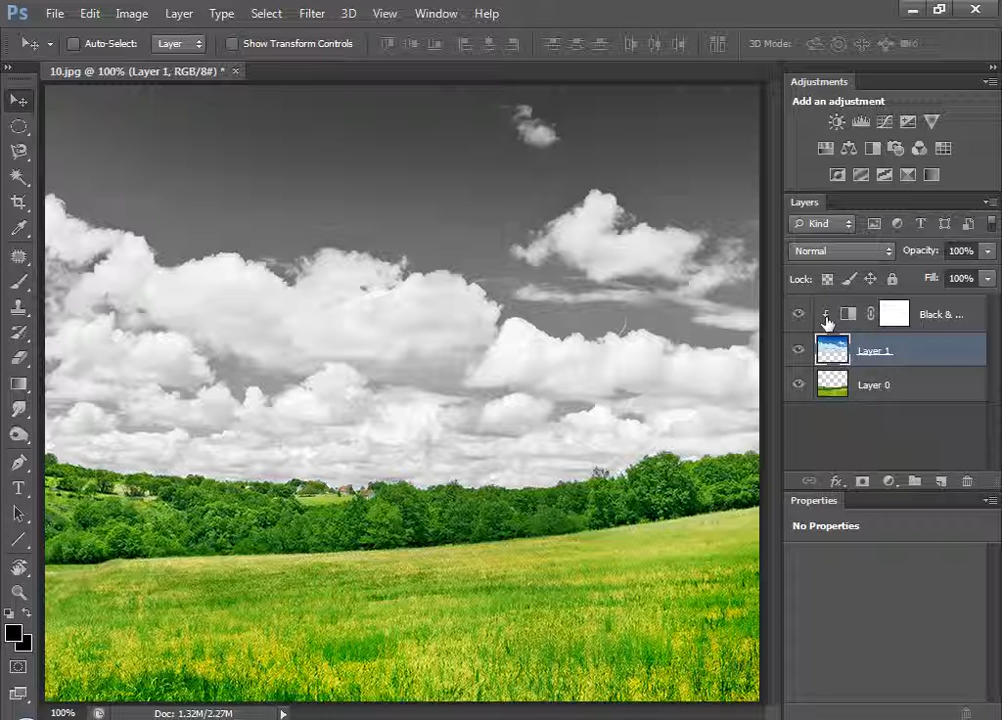 Ps File Edit Image Layer Type Select Filter 3D View Window Help
Auto-Select: Layer Show Transform Controls 3D Mode:
10.jpg @ 100% (Layer 1, RGB/8#) * ×
Adjustments
Add an adjustment
Layers
Kind
Normal Opacity: 100%
Lock: Fill: 100%
Black & ...
Layer 1
Layer 0
Properties
No Properties
100% Doc: 1.32M/2.27M